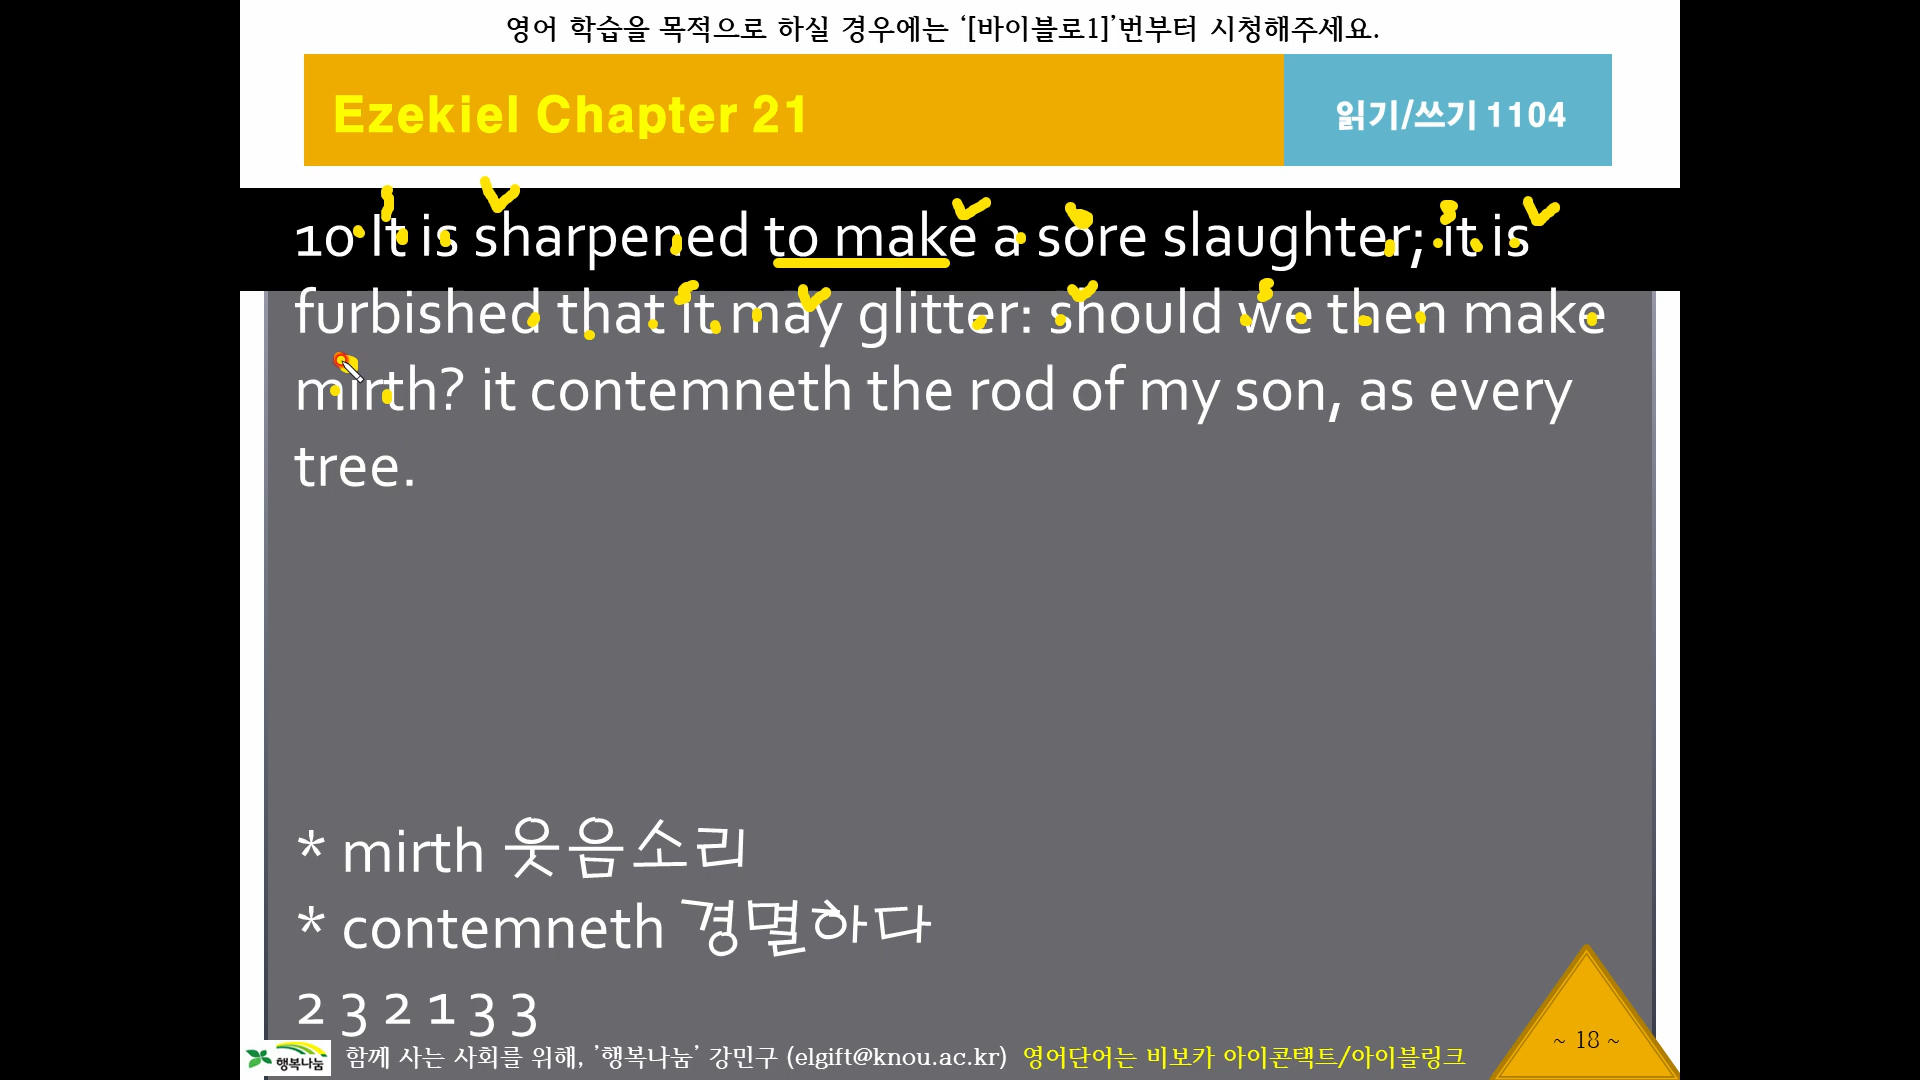 영어 학습을 목적으로 하실 경우에는 ‘[바이블로1]’번부터 시청해주세요.
Ezekiel Chapter 21
읽기/쓰기 1104
10 It is sharpened to make a sore slaughter; it is
furbished that it may glitter: should we then make
mirth? it contemneth the rod of my son, as every
tree.
* mirth 웃음소리
* contemneth 경멸하다
2 3 2 1 3 3
행복나눔 함께 사는 사회를 위해, ’행복나눔’ 강민구 (elgift@knou.ac.kr) 영어단어는 비보카 아이콘택트/아이블링크
~ 18 ~